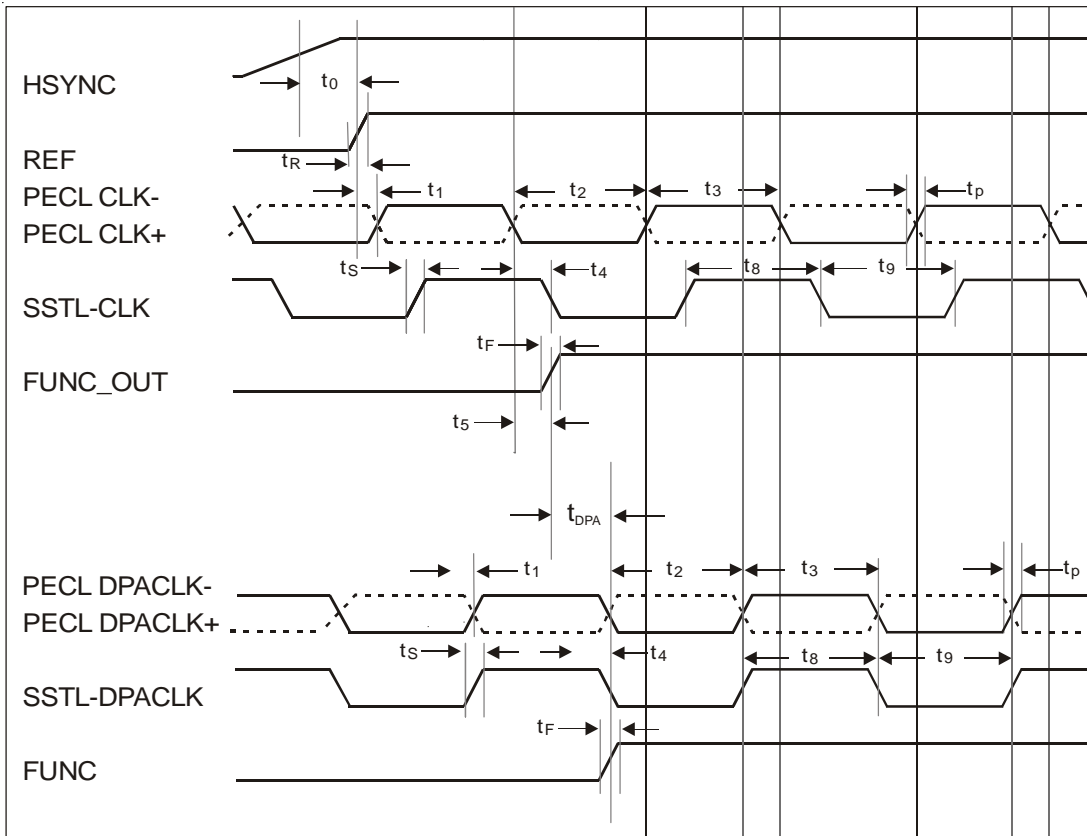 HSYNC
t0
REF
tR
PECL CLK-
t1 t2 t3 tp
PECL CLK+
tS t4 t8 t9
SSTL-CLK
tF
FUNC_OUT
t5
tDPA
PECL DPACLK-
t1 t2 t3 tp
PECL DPACLK+
tS t4 t8 t9
SSTL-DPACLK
tF
FUNC